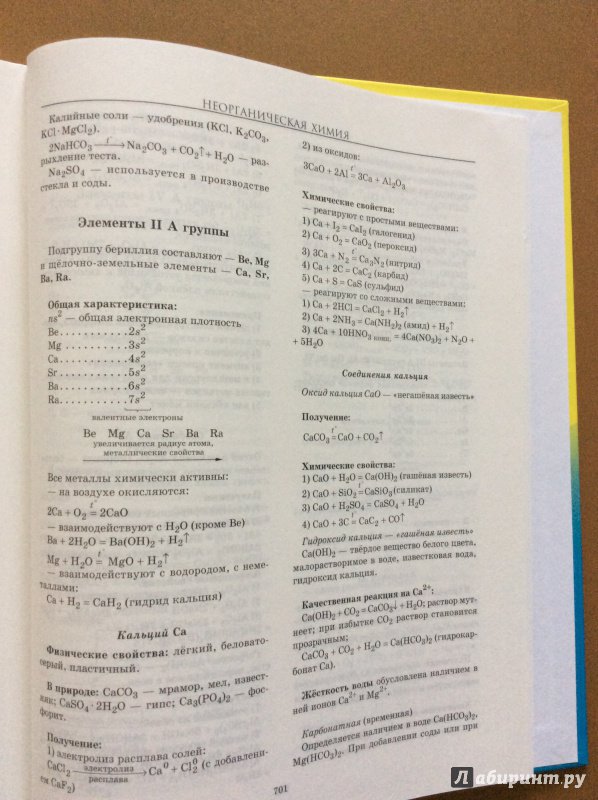 НЕОРГАНИЧЕСКАЯ ХИМИЯ
Калийные соли — удобрения (KCl, K₂CO₃,
KCl·MgCl₂).
2NaHCO₃ —t°→ Na₂CO₃ + CO₂↑ + H₂O — раз-
рыхление теста.
Na₂SO₄ — используется в производстве
стекла и соды.
Элементы II А группы
Подгруппу бериллия составляют — Be, Mg
и щёлочно-земельные элементы — Ca, Sr,
Ba, Ra.
Общая характеристика:
ns² — общая электронная плотность
Be...........2s²
Mg...........3s²
Ca...........4s²
Sr...........5s²
Ba...........6s²
Ra...........7s²
валентные электроны
Be Mg Ca Sr Ba Ra
увеличивается радиус атома,
металлические свойства
Все металлы химически активны:
— на воздухе окисляются:
2Ca + O₂ =t°= 2CaO
— взаимодействуют с H₂O (кроме Be)
Ba + 2H₂O = Ba(OH)₂ + H₂↑
Mg + H₂O =t°= MgO + H₂↑
— взаимодействуют с водородом, с неме-
таллами:
Ca + H₂ = CaH₂ (гидрид кальция)
Кальций Ca
Физические свойства: лёгкий, беловато-
серый, пластичный.
В природе: CaCO₃ — мрамор, мел, извест-
няк; CaSO₄·2H₂O — гипс; Ca₃(PO₄)₂ — фос-
форит.
Получение:
1) электролиз расплава солей:
CaCl₂ —электролиз расплава→ Ca⁰ + Cl₂⁰ (с добавлени-
ем CaF₂)
2) из оксидов:
3CaO + 2Al =t°= 3Ca + Al₂O₃
Химические свойства:
— реагируют с простыми веществами:
1) Ca + I₂ = CaI₂ (галогенид)
2) Ca + O₂ = CaO₂ (пероксид)
3) 3Ca + N₂ =t°= Ca₃N₂ (нитрид)
4) Ca + 2C = CaC₂ (карбид)
5) Ca + S = CaS (сульфид)
— реагируют со сложными веществами:
1) Ca + 2HCl = CaCl₂ + H₂↑
2) Ca + 2NH₃ = Ca(NH₂)₂ (амид) + H₂↑
3) 4Ca + 10HNO₃ конц. = 4Ca(NO₃)₂ + N₂O +
+ 5H₂O
Соединения кальция
Оксид кальция CaO — «негашёная известь»
Получение:
CaCO₃ =t°= CaO + CO₂↑
Химические свойства:
1) CaO + H₂O = Ca(OH)₂ (гашёная известь)
2) CaO + SiO₂ =t°= CaSiO₃ (силикат)
3) CaO + H₂SO₄ = CaSO₄ + H₂O
4) CaO + 3C =t°= CaC₂ + CO↑
Гидроксид кальция — «гашёная известь»
Ca(OH)₂ — твёрдое вещество белого цвета,
малорастворимое в воде, известковая вода,
гидроксид кальция.
Качественная реакция на Ca²⁺:
Ca(OH)₂ + CO₂ = CaCO₃↓ + H₂O; раствор мут-
неет; при избытке CO₂ раствор становится
прозрачным;
CaCO₃ + CO₂ + H₂O = Ca(HCO₃)₂ (гидрокар-
бонат Ca).
Жёсткость воды обусловлена наличием в
ней ионов Ca²⁺ и Mg²⁺.
Карбонатная (временная)
Определяется наличием в воде Ca(HCO₃)₂,
Mg(HCO₃)₂. При добавлении соды или при
701
Лабиринт.ру